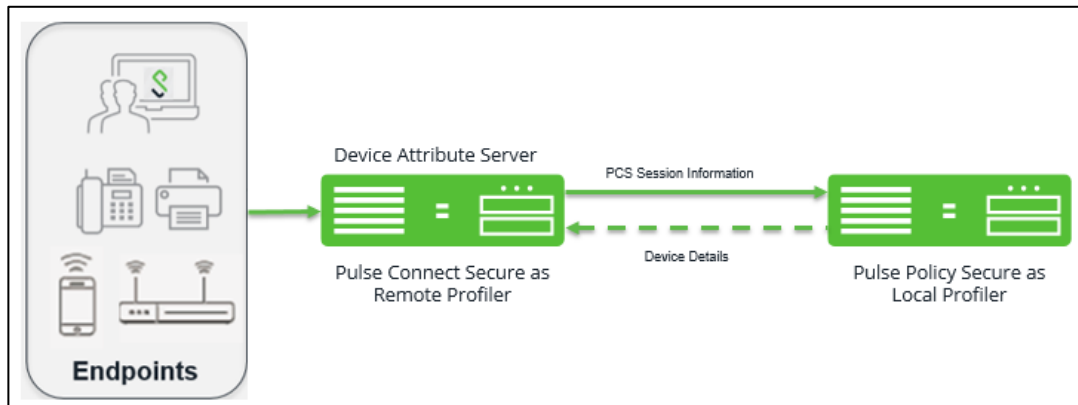 Device Attribute Server
PCS Session Information
Device Details
Pulse Connect Secure as
Remote Profiler
Pulse Policy Secure as
Local Profiler
Endpoints